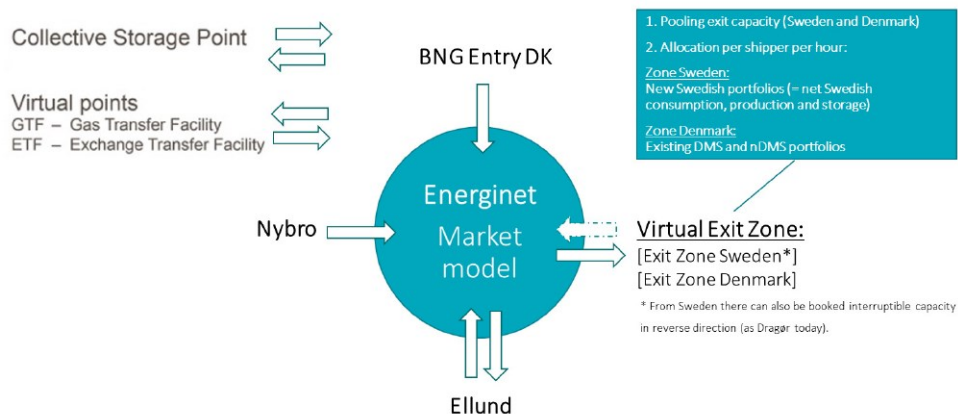 Collective Storage Point
Virtual points
GTF – Gas Transfer Facility
ETF – Exchange Transfer Facility
BNG Entry DK
1. Pooling exit capacity (Sweden and Denmark)
2. Allocation per shipper per hour:
Zone Sweden:
New Swedish portfolios (= net Swedish
consumption, production and storage)
Zone Denmark:
Existing DMS and nDMS portfolios
Nybro
Energinet
Market
model
Virtual Exit Zone:
[Exit Zone Sweden*]
[Exit Zone Denmark]
* From Sweden there can also be booked interruptible capacity
in reverse direction (as Dragør today).
Ellund